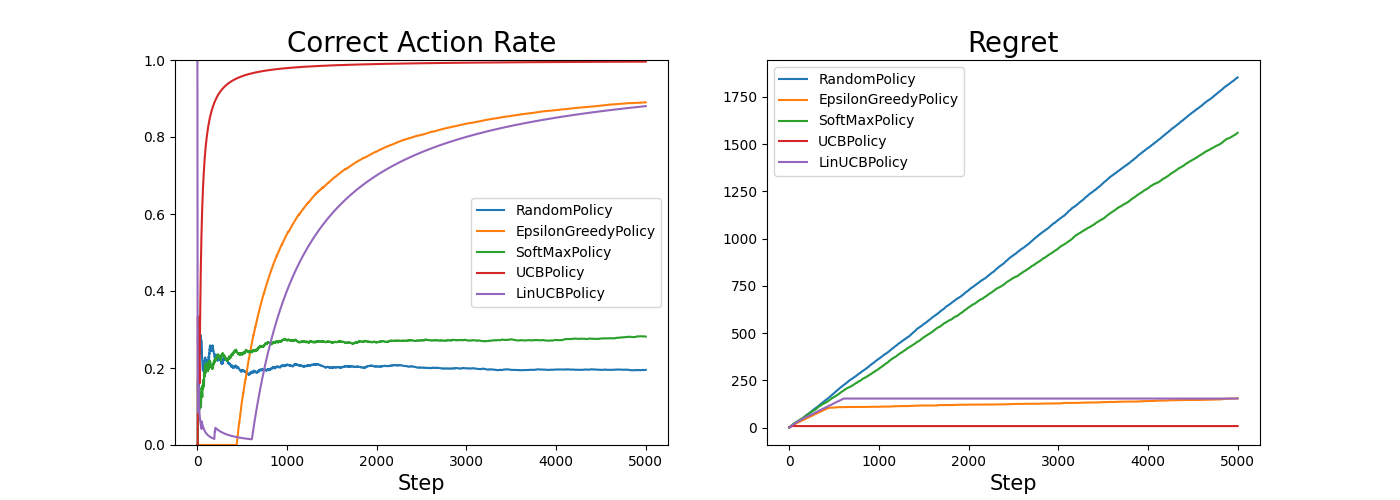 Correct Action Rate
1.0
0.8
0.6
0.4
0.2
0.0
RandomPolicy
EpsilonGreedyPolicy
SoftMaxPolicy
UCBPolicy
LinUCBPolicy
0 1000 2000 3000 4000 5000
Step
Regret
1750
1500
1250
1000
750
500
250
0
RandomPolicy
EpsilonGreedyPolicy
SoftMaxPolicy
UCBPolicy
LinUCBPolicy
0 1000 2000 3000 4000 5000
Step